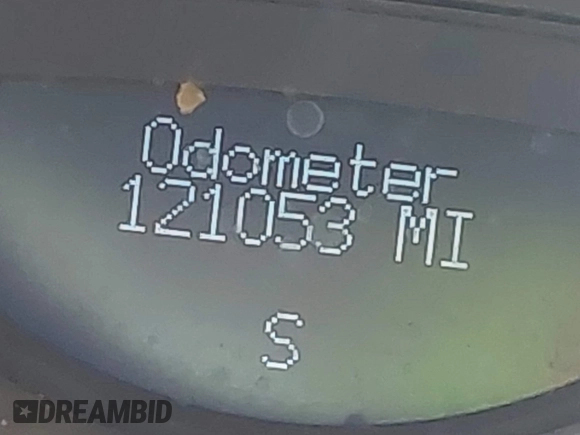 Odometer
121053 MI
S
DREAMBID